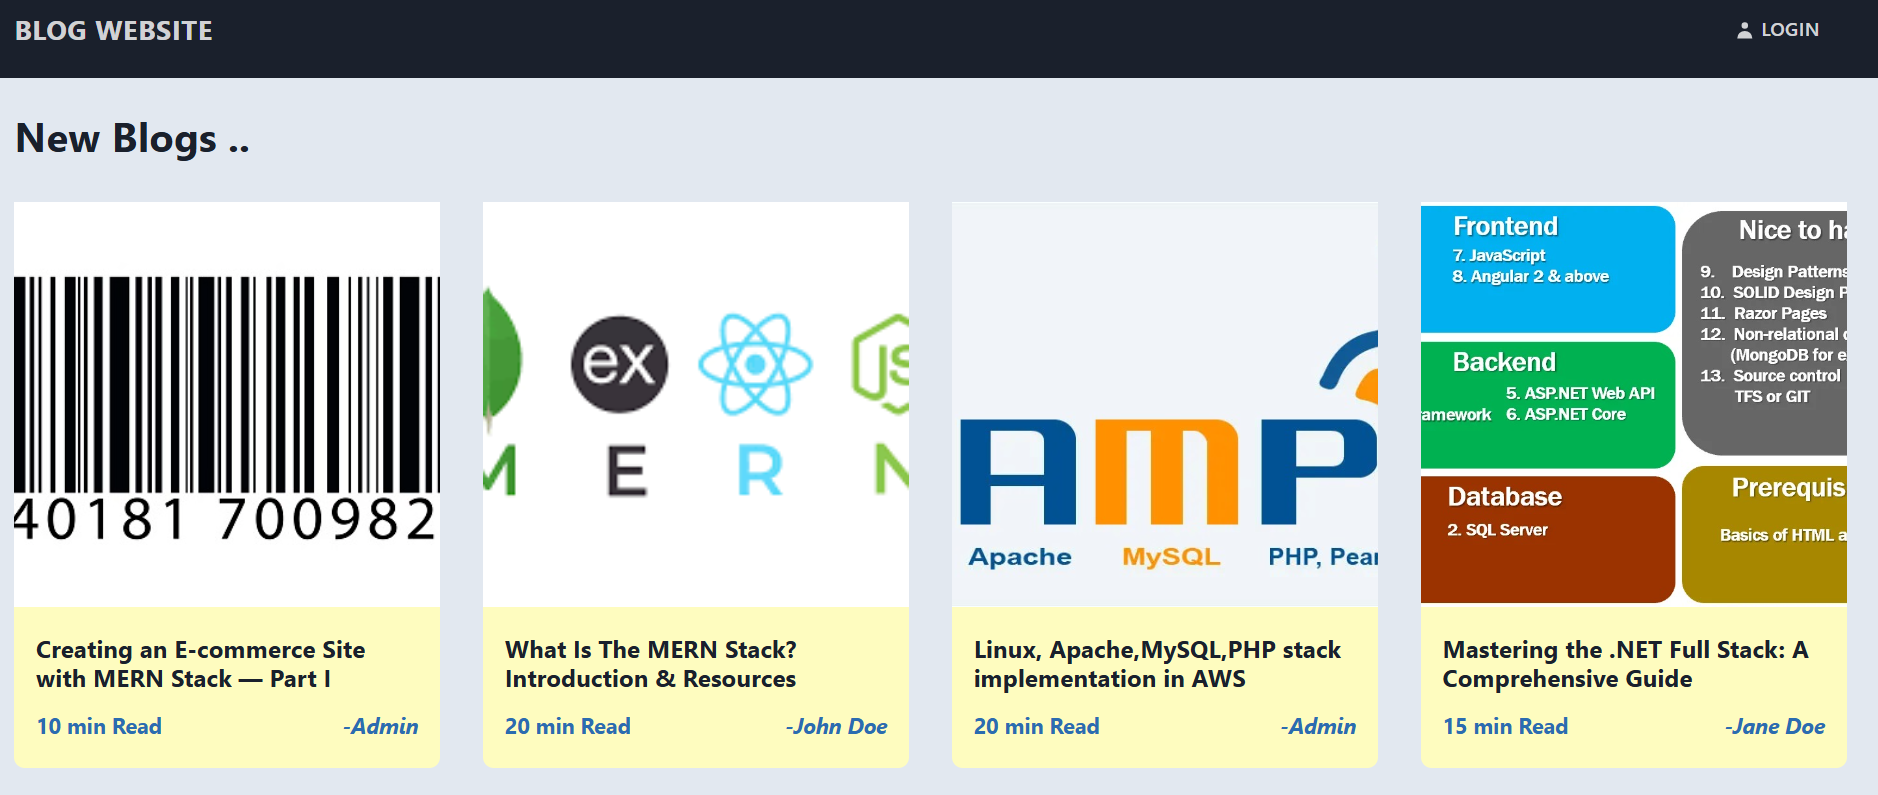 BLOG WEBSITE
LOGIN
New Blogs ..
40181 700982
Creating an E-commerce Site
with MERN Stack — Part I
10 min Read
-Admin
ex
JS
M E R N
What Is The MERN Stack?
Introduction & Resources
20 min Read
-John Doe
AMP
Apache MySQL PHP, Pear
Linux, Apache,MySQL,PHP stack
implementation in AWS
20 min Read
-Admin
Frontend
7. JavaScript
8. Angular 2 & above
Backend
5. ASP.NET Web API
amework 6. ASP.NET Core
Database
2. SQL Server
Nice to ha
9. Design Patterns
10. SOLID Design P
11. Razor Pages
12. Non-relational
(MongoDB for e
13. Source control
TFS or GIT
Prerequis
Basics of HTML a
Mastering the .NET Full Stack: A
Comprehensive Guide
15 min Read
-Jane Doe